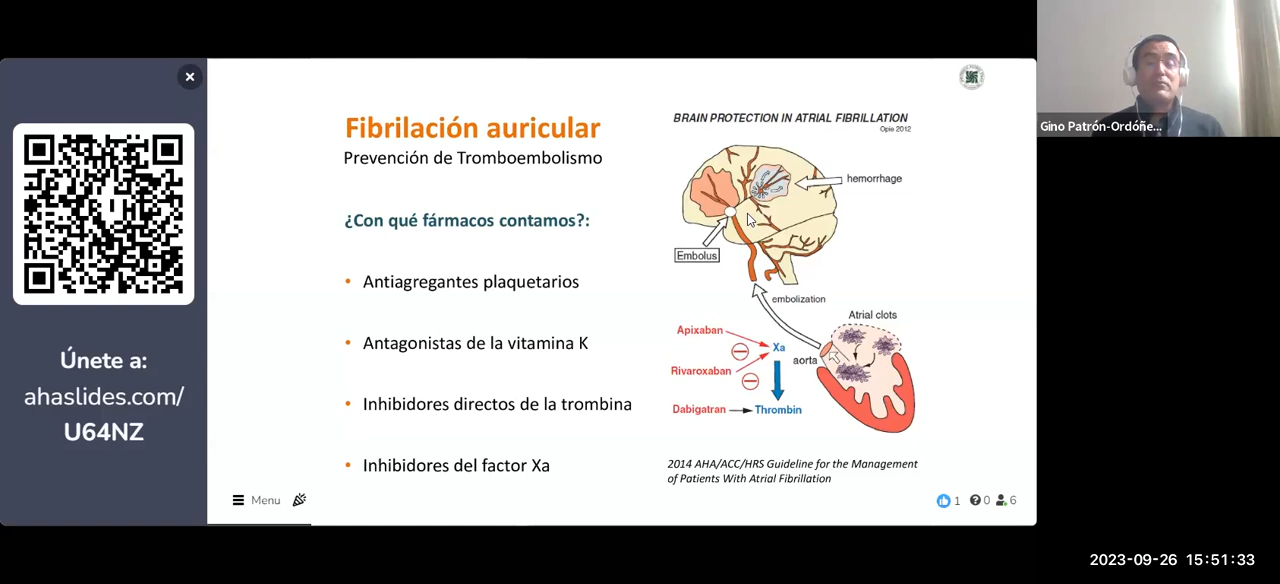 Únete a:
ahaslides.com/
U64NZ
Fibrilación auricular
Prevención de Tromboembolismo
¿Con qué fármacos contamos?:
• Antiagregantes plaquetarios
• Antagonistas de la vitamina K
• Inhibidores directos de la trombina
• Inhibidores del factor Xa
Menu
BRAIN PROTECTION IN ATRIAL FIBRILLATION
Opie 2012
hemorrhage
Embolus
embolization
Atrial clots
Apixaban
Xa
aorta
Rivaroxaban
Dabigatran
Thrombin
2014 AHA/ACC/HRS Guideline for the Management
of Patients With Atrial Fibrillation
1
0
6
Gino Patrón-Ordóñe...
2023-09-26 15:51:33